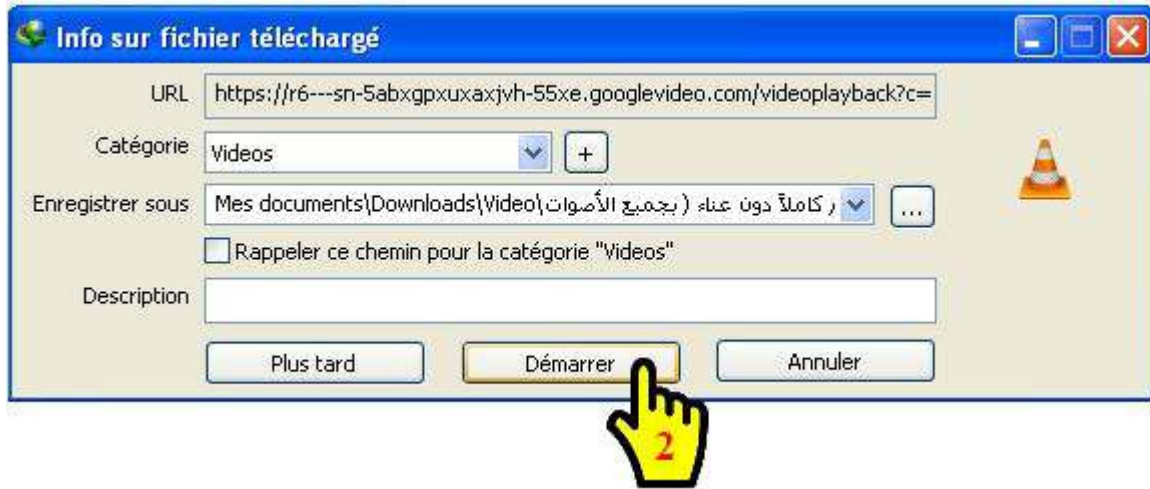 Info sur fichier téléchargé
URL https://r6---sn-5abxgpxuxaxjvh-55xe.googlevideo.com/videoplayback?c=
Catégorie Videos +
Enregistrer sous Mes documents\Downloads\Video\ر كاملاً دون عناء ( بجميع الأصوات ...
Rappeler ce chemin pour la catégorie "Videos"
Description
Plus tard Démarrer Annuler
2